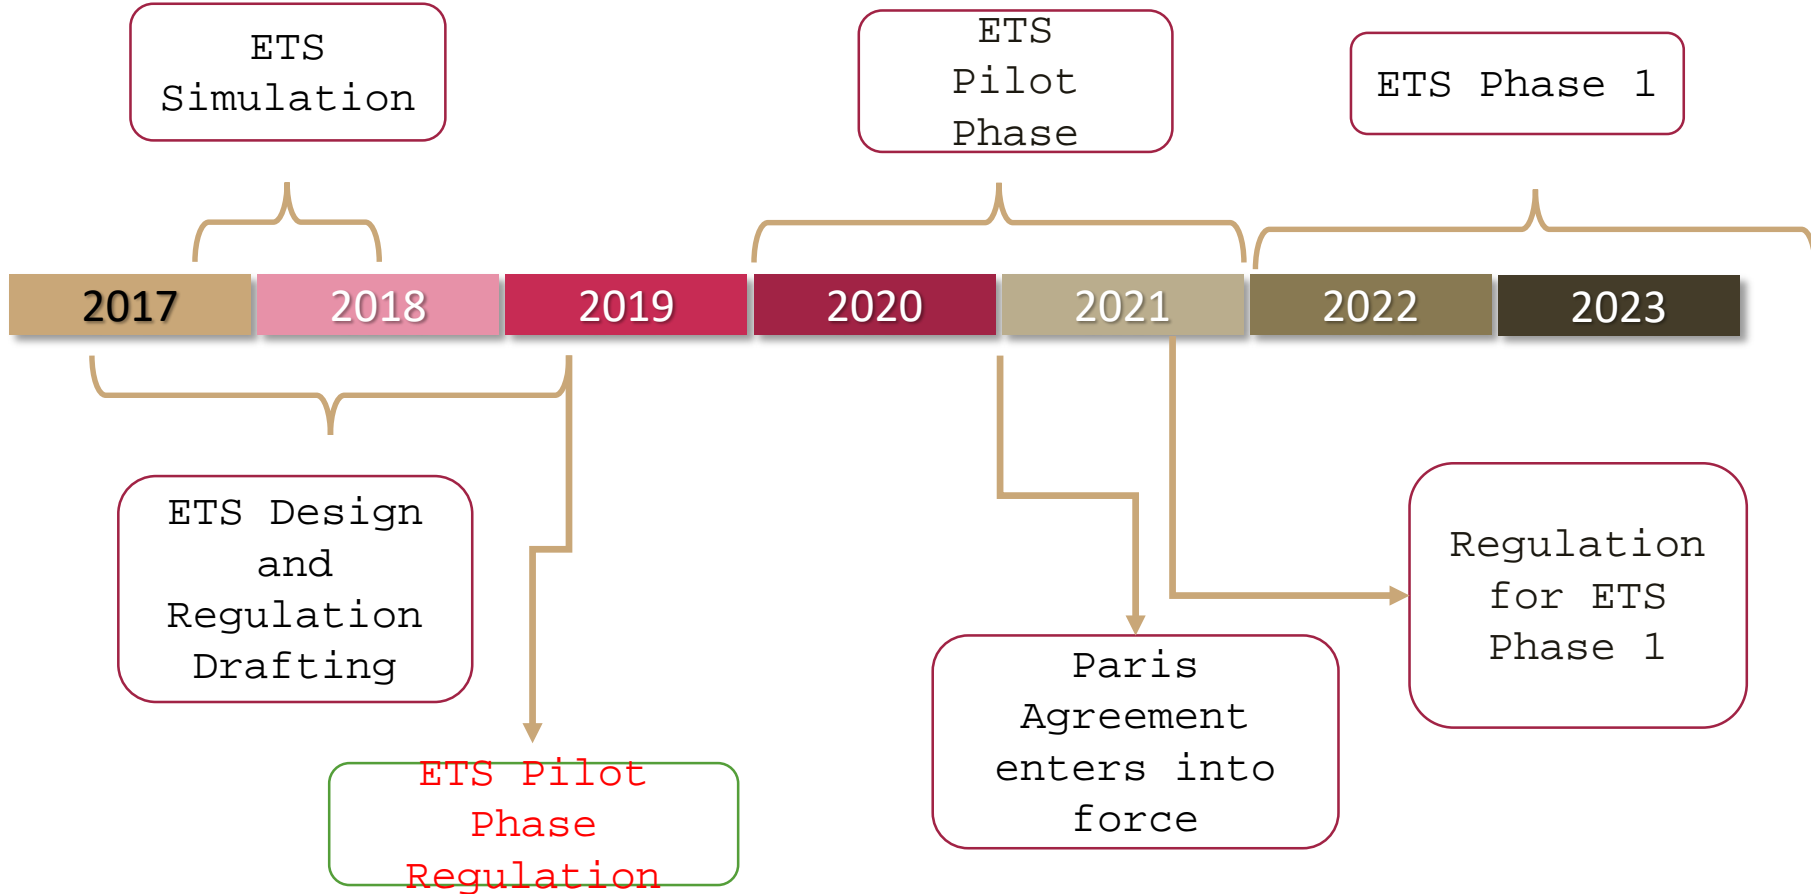 ETS
Simulation
ETS
Pilot
Phase
ETS Phase 1
2017
2018
2019
2020
2021
2022
2023
ETS Design
and
Regulation
Drafting
Regulation
for ETS
Phase 1
Paris
Agreement
enters into
force
ETS Pilot
Phase
Regulation